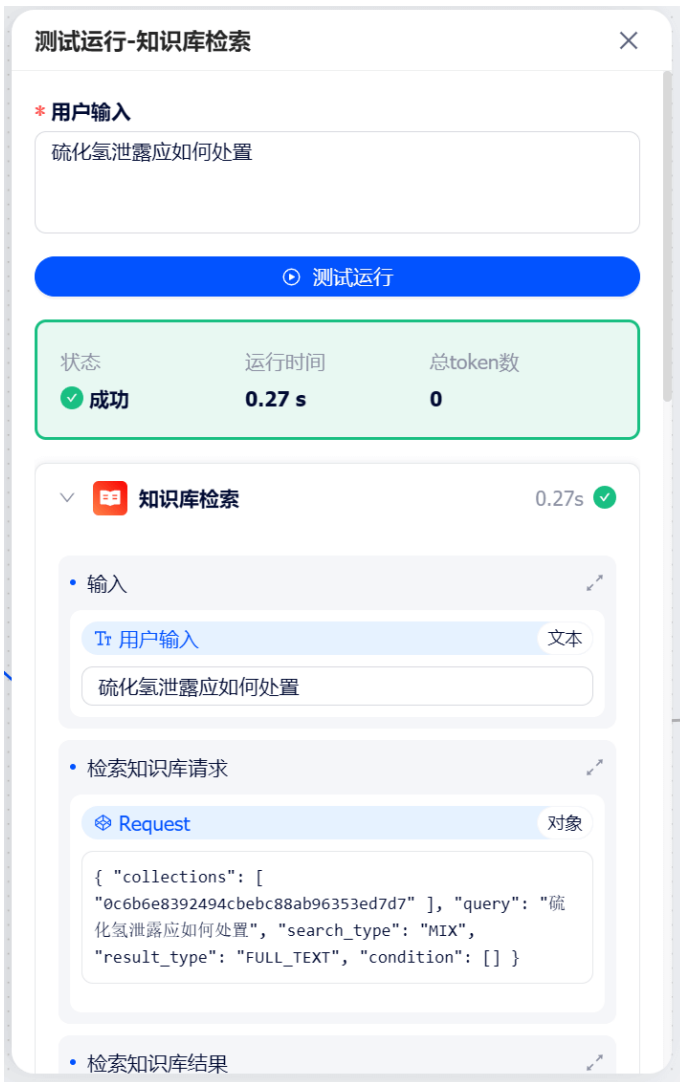 测试运行-知识库检索
* 用户输入
硫化氢泄露应如何处置
测试运行
状态 运行时间 总token数
成功 0.27 s 0
知识库检索 0.27s
输入
Tт 用户输入 文本
硫化氢泄露应如何处置
检索知识库请求
Request 对象
{ "collections": [
"0c6b6e8392494cbebc88ab96353ed7d7" ], "query": "硫
化氢泄露应如何处置", "search_type": "MIX",
"result_type": "FULL_TEXT", "condition": [] }
检索知识库结果